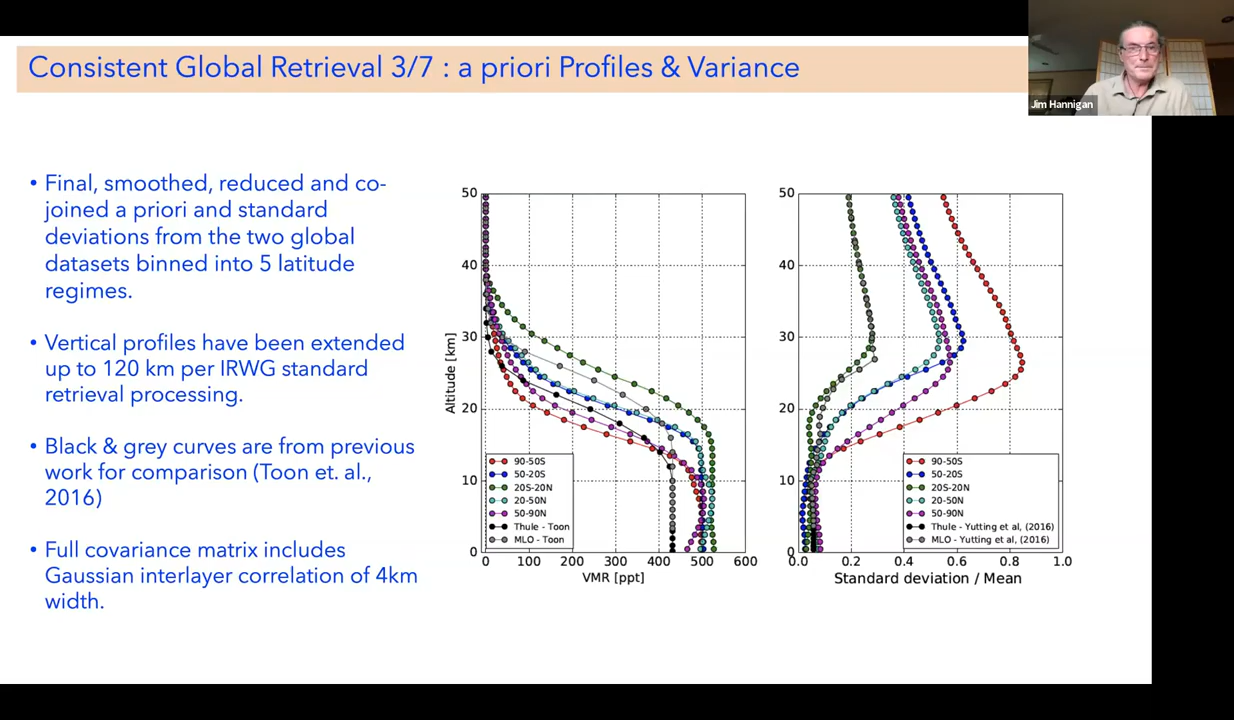 Consistent Global Retrieval 3/7 : a priori Profiles & Variance
Jim Hannigan
• Final, smoothed, reduced and co-
joined a priori and standard
deviations from the two global
datasets binned into 5 latitude
regimes.
• Vertical profiles have been extended
up to 120 km per IRWG standard
retrieval processing.
• Black & grey curves are from previous
work for comparison (Toon et. al.,
2016)
• Full covariance matrix includes
Gaussian interlayer correlation of 4km
width.
Altitude [km]
50
40
30
20
10
0
90-50S
50-20S
20S-20N
20-50N
50-90N
Thule - Toon
MLO - Toon
0 100 200 300 400 500 600
VMR [ppt]
50
40
30
20
10
0
90-50S
50-20S
20S-20N
20-50N
50-90N
Thule - Yutting et al, (2016)
MLO - Yutting et al, (2016)
0.0 0.2 0.4 0.6 0.8 1.0
Standard deviation / Mean